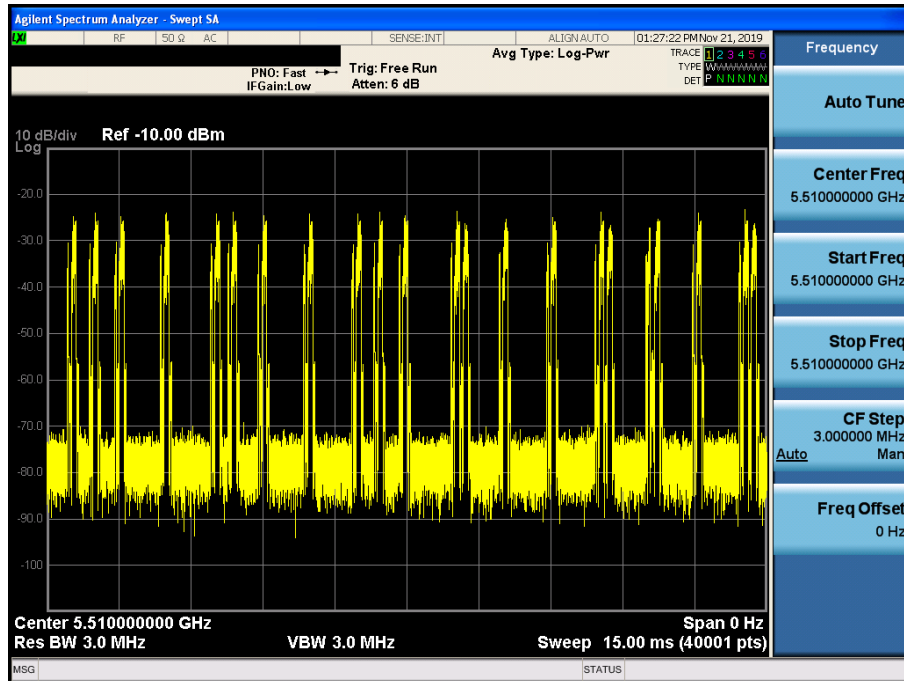 Agilent Spectrum Analyzer - Swept SA
LXI RF 50 Ω AC SENSE:INT ALIGN AUTO 01:27:22 PM Nov 21, 2019
Frequency
Avg Type: Log-Pwr
TRACE 1 2 3 4 5 6
PNO: Fast Trig: Free Run
TYPE WWWWWW
IFGain:Low Atten: 6 dB
DET P N N N N N
Auto Tune
10 dB/div Ref -10.00 dBm
Log
-20.0
-30.0
-40.0
-50.0
-60.0
-70.0
-80.0
-90.0
-100
Center Freq
5.510000000 GHz
Start Freq
5.510000000 GHz
Stop Freq
5.510000000 GHz
CF Step
3.000000 MHz
Auto Man
Freq Offset
0 Hz
Center 5.510000000 GHz Span 0 Hz
Res BW 3.0 MHz VBW 3.0 MHz Sweep 15.00 ms (40001 pts)
MSG STATUS